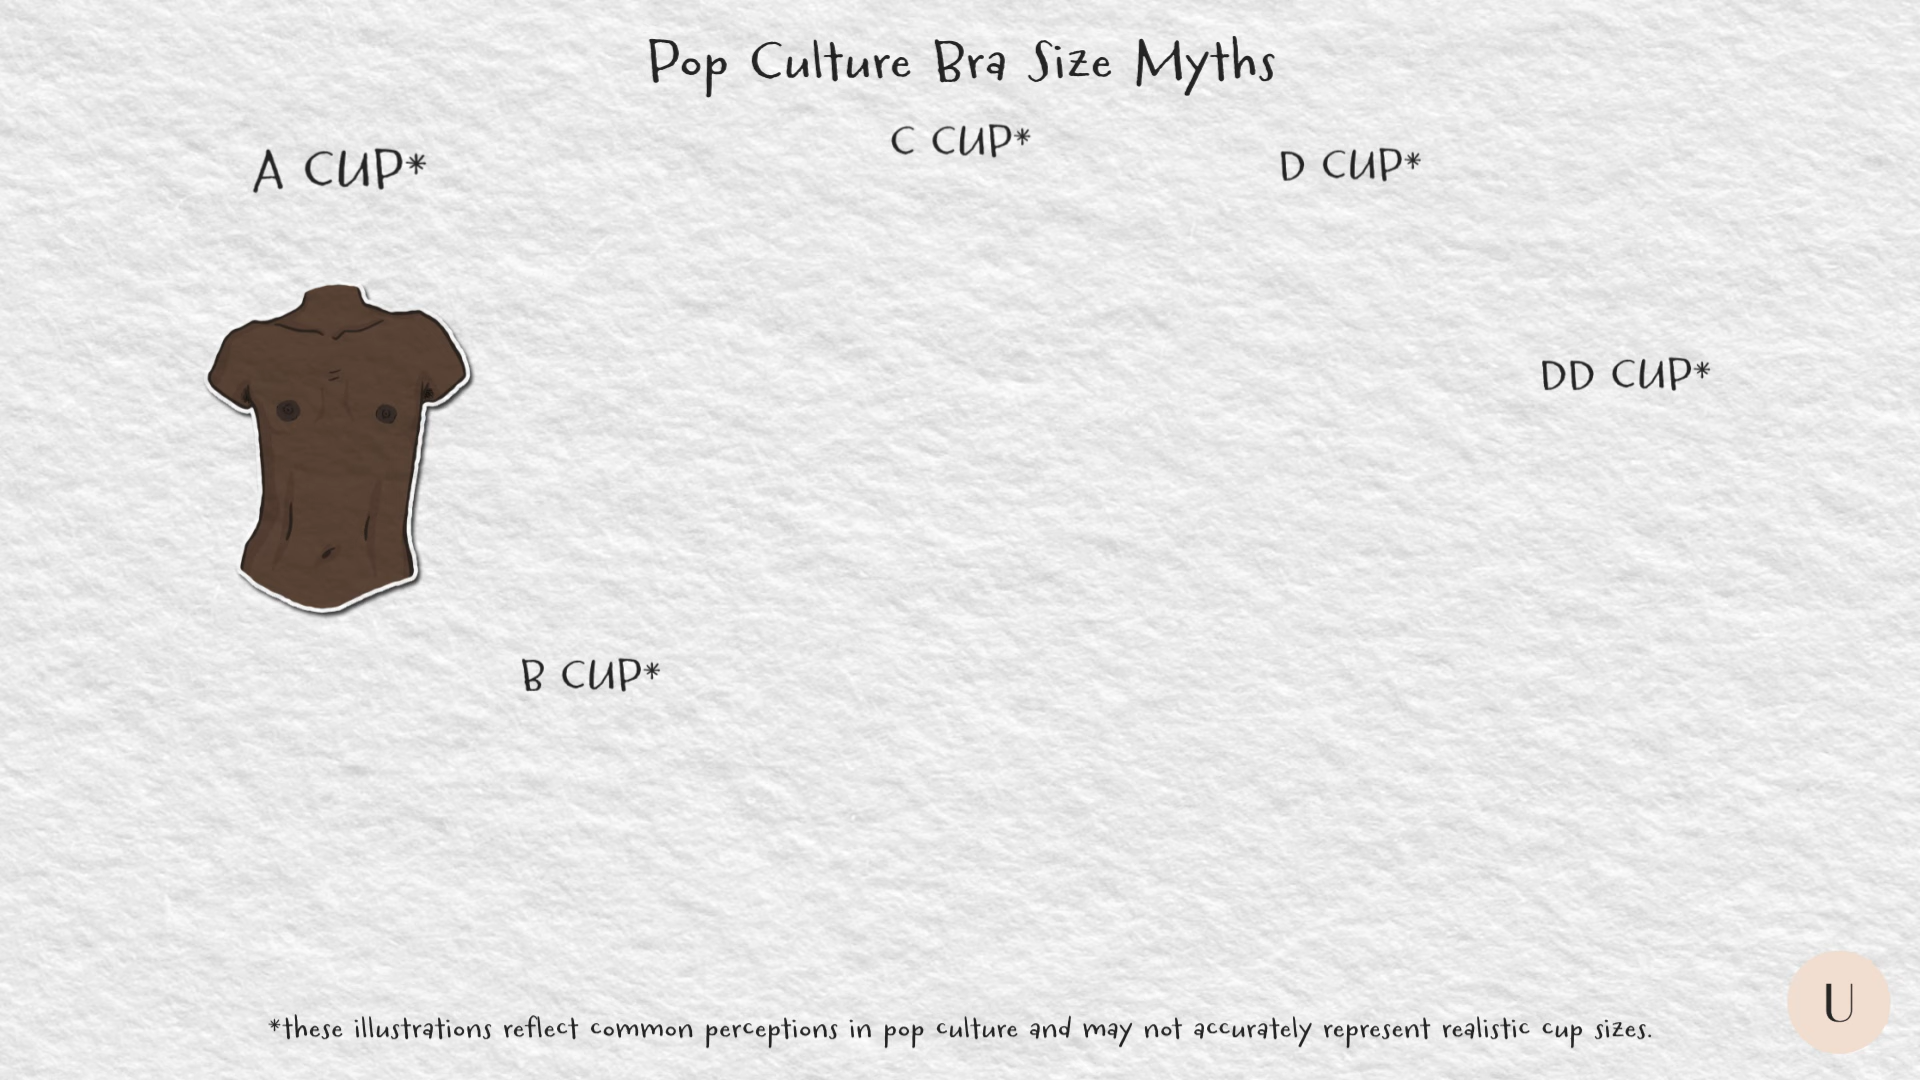 Pop Culture Bra Size Myths
A CUP*
C CUP*
D CUP*
DD CUP*
B CUP*
*these illustrations reflect common perceptions in pop culture and may not accurately represent realistic cup sizes.
U